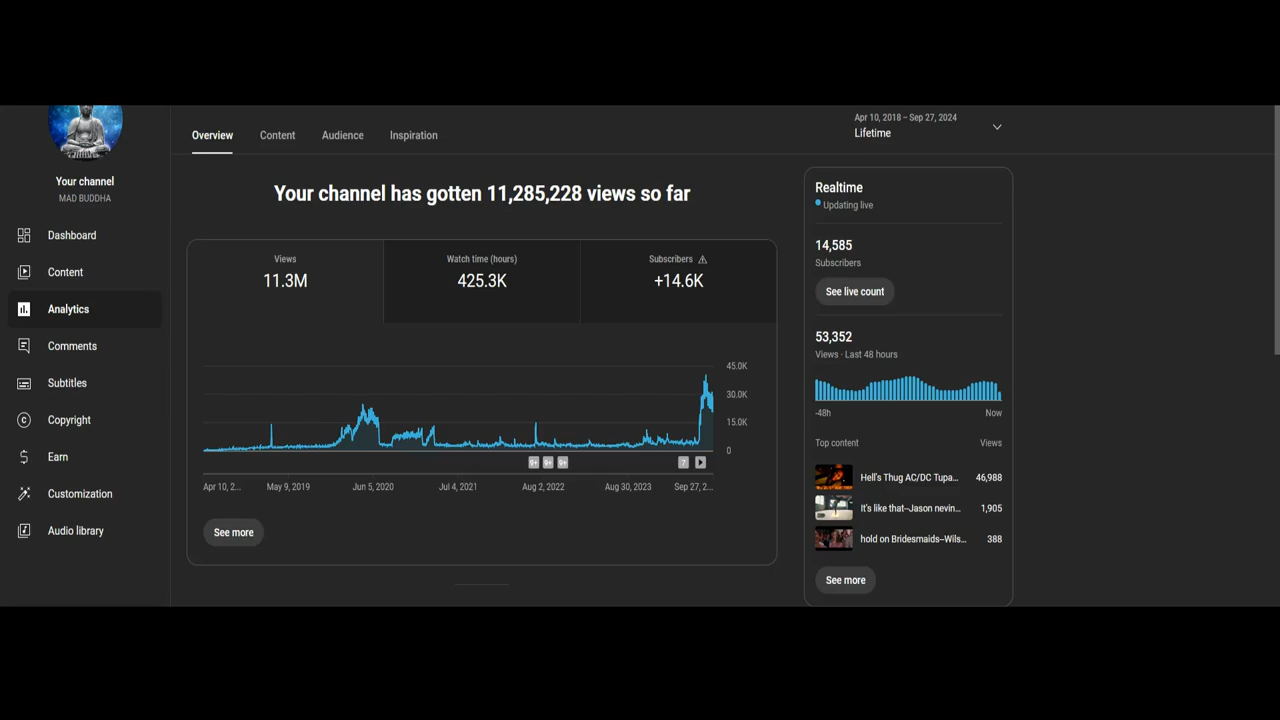 Your channel
MAD BUDDHA
Dashboard
Content
Analytics
Comments
Subtitles
Copyright
Earn
Customization
Audio library
Overview
Content
Audience
Inspiration
Apr 10, 2018 – Sep 27, 2024
Lifetime
Your channel has gotten 11,285,228 views so far
Views
11.3M
Watch time (hours)
425.3K
Subscribers
+14.6K
45.0K
30.0K
15.0K
0
9+ 9+ 9+ 7
Apr 10, 2... May 9, 2019 Jun 5, 2020 Jul 4, 2021 Aug 2, 2022 Aug 30, 2023 Sep 27, 2...
See more
Realtime
Updating live
14,585
Subscribers
See live count
53,352
Views · Last 48 hours
-48h Now
Top content Views
Hell's Thug AC/DC Tupa... 46,988
It's like that--Jason nevin... 1,905
hold on Bridesmaids--Wils... 388
See more